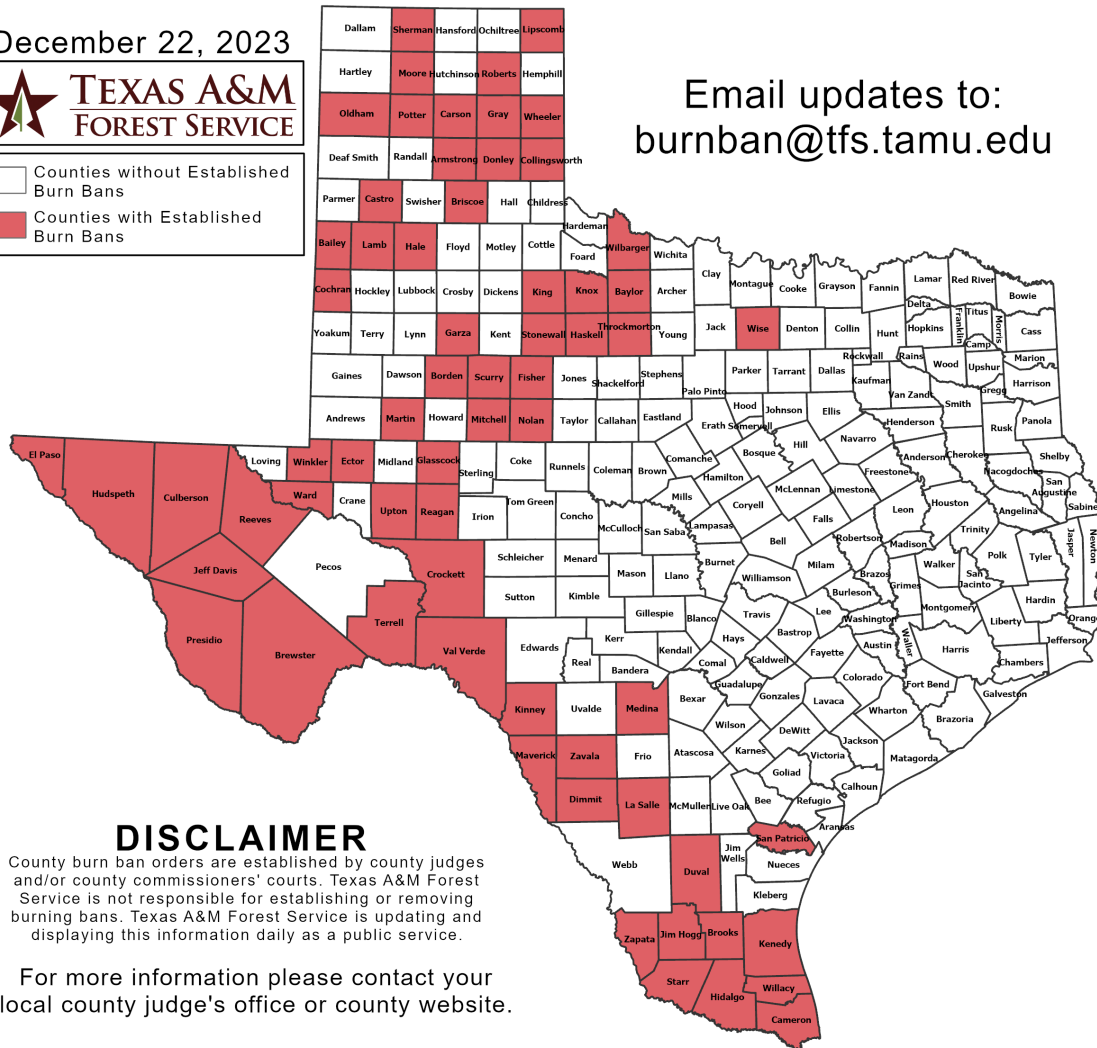 December 22, 2023
TEXAS A&M
FOREST SERVICE
Counties without Established
Burn Bans
Counties with Established
Burn Bans
Email updates to:
burnban@tfs.tamu.edu
Dallam Sherman Hansford Ochiltree Lipscomb
Hartley Moore Hutchinson Roberts Hemphill
Oldham Potter Carson Gray Wheeler
Deaf Smith Randall Armstrong Donley Collingsworth
Parmer Castro Swisher Briscoe Hall Childress
Hardeman
Bailey Lamb Hale Floyd Motley Cottle Foard Wilbarger Wichita
Clay Montague Cooke Grayson Fannin Lamar Red River Bowie
Cochran Hockley Lubbock Crosby Dickens King Knox Baylor Archer
Delta Titus Franklin Morris
Yoakum Terry Lynn Garza Kent Stonewall Haskell Throckmorton Young Jack Wise Denton Collin Hunt Hopkins Cass
Camp
Rockwall Rains Wood Upshur Marion
Gaines Dawson Borden Scurry Fisher Jones Shackelford Stephens Palo Pinto Parker Tarrant Dallas Kaufman Van Zandt Gregg Harrison
Andrews Martin Howard Mitchell Nolan Taylor Callahan Eastland Erath Hood Somervell Johnson Ellis Henderson Smith Rusk Panola
El Paso Hudspeth Culberson Reeves Loving Winkler Ector Midland Glasscock Sterling Coke Runnels Coleman Brown Comanche Hamilton Bosque Hill Navarro Freestone Anderson Cherokee Nacogdoches Shelby
San
Augustine
Sabine
Ward Crane Upton Reagan Irion Tom Green Concho McCulloch San Saba Mills Lampasas Coryell McLennan Limestone Falls Leon Houston Angelina
Trinity
Jeff Davis Pecos Crockett Schleicher Menard Mason Llano Burnet Bell Milam Robertson Madison Walker Polk Tyler Jasper Newton
San
Jacinto
Sutton Kimble Gillespie Blanco Williamson Travis Lee Burleson Brazos Grimes Montgomery Liberty Hardin Orange
Presidio Brewster Terrell Val Verde Edwards Kerr Real Bandera Kendall Comal Hays Caldwell Bastrop Fayette Washington Austin Waller Harris Chambers Jefferson
Kinney Uvalde Medina Bexar Guadalupe Wilson Gonzales Lavaca Colorado Wharton Fort Bend Brazoria Galveston
Maverick Zavala Frio Atascosa Karnes DeWitt Victoria Jackson Matagorda
Goliad Calhoun
Dimmit La Salle McMullen Live Oak Bee Refugio
Aransas
San Patricio
Webb Duval
Jim
Wells
Nueces
Kleberg
Zapata Jim Hogg Brooks Kenedy
Starr Hidalgo Willacy
Cameron
DISCLAIMER
County burn ban orders are established by county judges
and/or county commissioners' courts. Texas A&M Forest
Service is not responsible for establishing or removing
burning bans. Texas A&M Forest Service is updating and
displaying this information daily as a public service.
For more information please contact your
local county judge's office or county website.